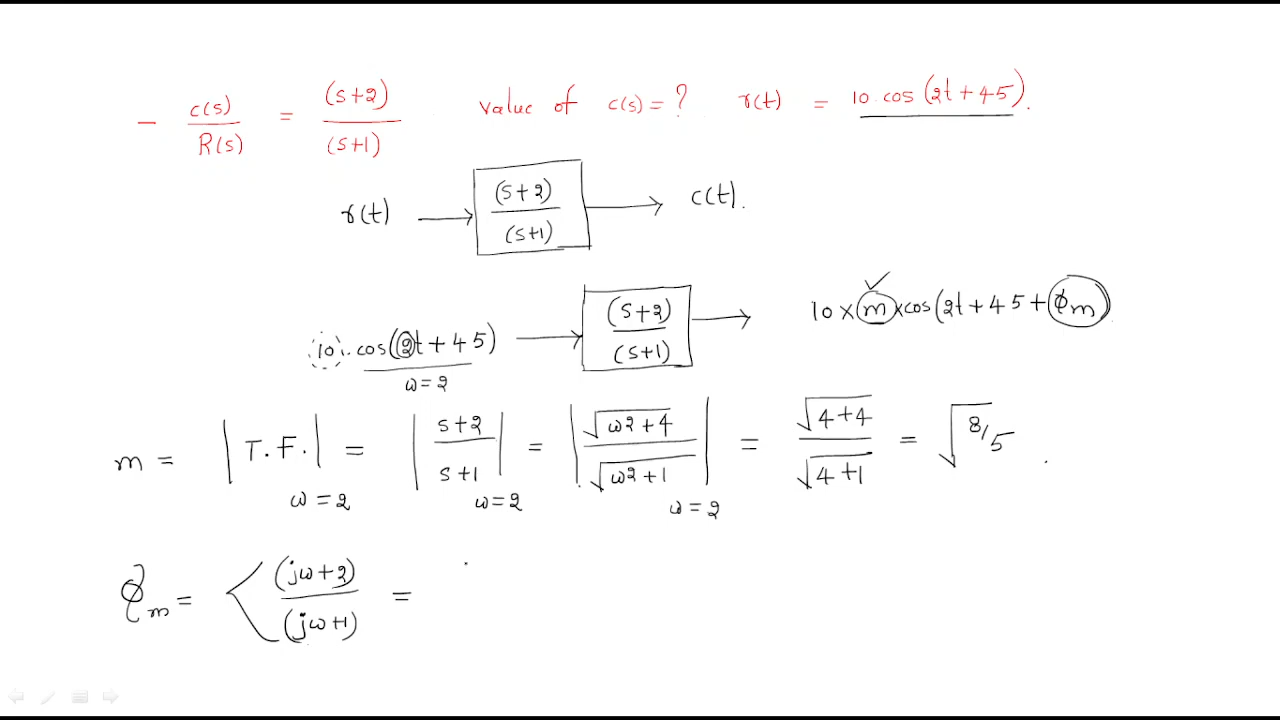 - c(s)/R(s) = (s+2)/(s+1) value of c(s) = ? r(t) = 10.cos(2t+45).
r(t) → (s+2)/(s+1) → c(t).
10.cos(2t+45) → (s+2)/(s+1) → 10×m×cos(2t+45+ϕm)
ω=2
m = |T.F.| ω=2 = |s+2/s+1| ω=2 = |√ω2+4/√ω2+1| ω=2 = √4+4/√4+1 = √8/5
ϕm = <(jω+2)/(jω+1) =